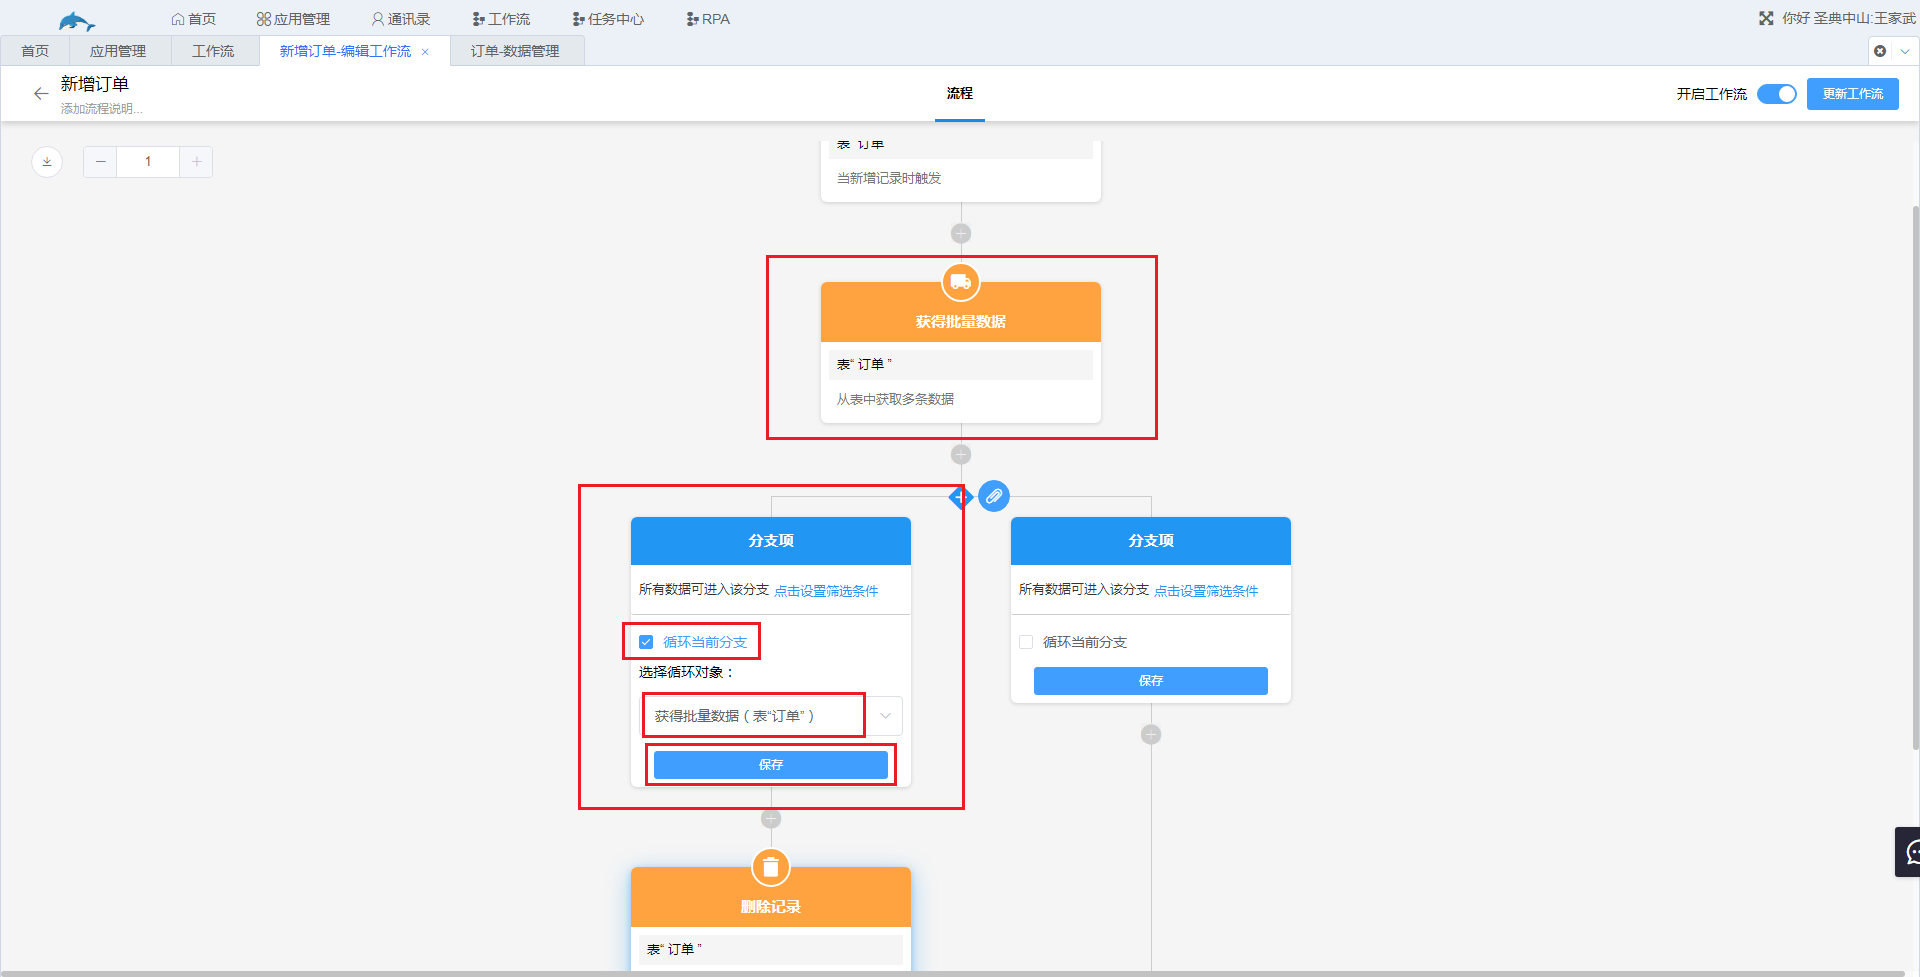 首页
应用管理
通讯录
工作流
任务中心
RPA
你好 圣典中山:王家武
首页
应用管理
工作流
新增订单-编辑工作流 ×
订单-数据管理
新增订单
添加流程说明...
流程
开启工作流
更新工作流
1
表“ 订单 ”
当新增记录时触发
获得批量数据
表“ 订单 ”
从表中获取多条数据
分支项
所有数据可进入该分支 点击设置筛选条件
循环当前分支
选择循环对象：
获得批量数据（表“订单”）
保存
分支项
所有数据可进入该分支 点击设置筛选条件
循环当前分支
保存
删除记录
表“ 订单 ”